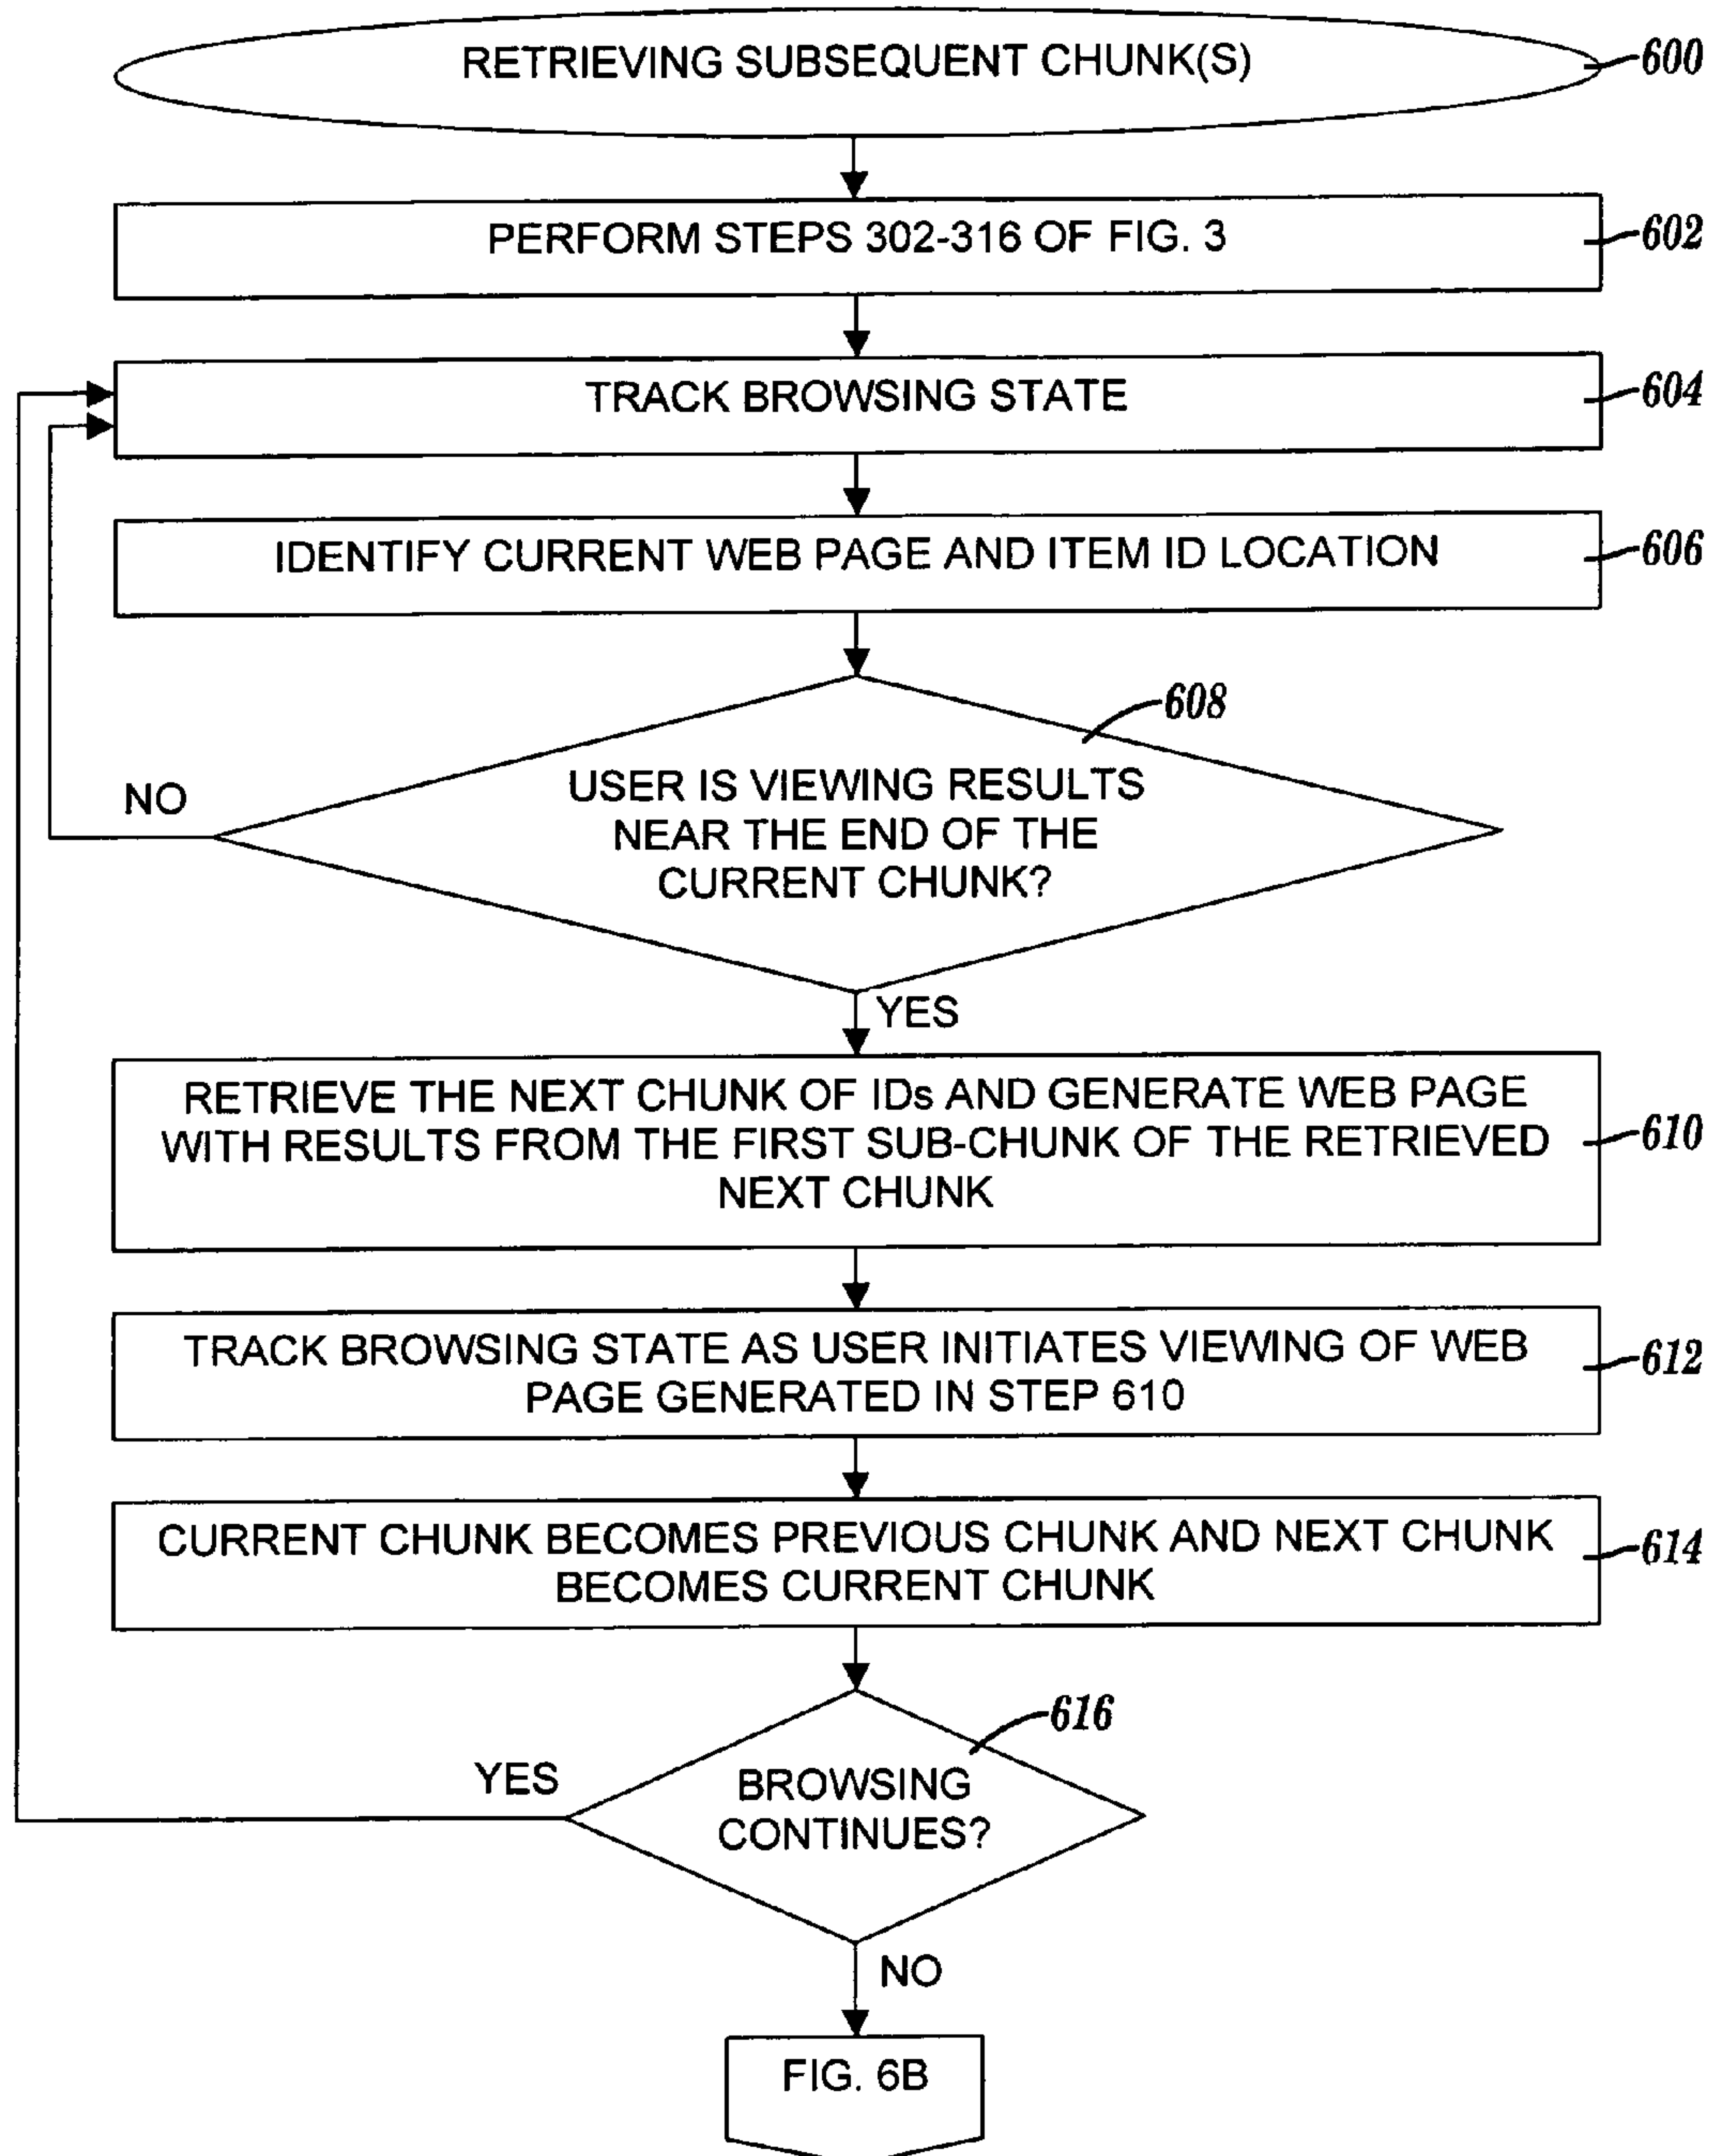 RETRIEVING SUBSEQUENT CHUNK(S)
600
PERFORM STEPS 302-316 OF FIG. 3
602
TRACK BROWSING STATE
604
IDENTIFY CURRENT WEB PAGE AND ITEM ID LOCATION
606
608
USER IS VIEWING RESULTS
NEAR THE END OF THE
CURRENT CHUNK?
NO
YES
RETRIEVE THE NEXT CHUNK OF IDs AND GENERATE WEB PAGE
WITH RESULTS FROM THE FIRST SUB-CHUNK OF THE RETRIEVED
NEXT CHUNK
610
TRACK BROWSING STATE AS USER INITIATES VIEWING OF WEB
PAGE GENERATED IN STEP 610
612
CURRENT CHUNK BECOMES PREVIOUS CHUNK AND NEXT CHUNK
BECOMES CURRENT CHUNK
614
616
YES
BROWSING
CONTINUES?
NO
FIG. 6B